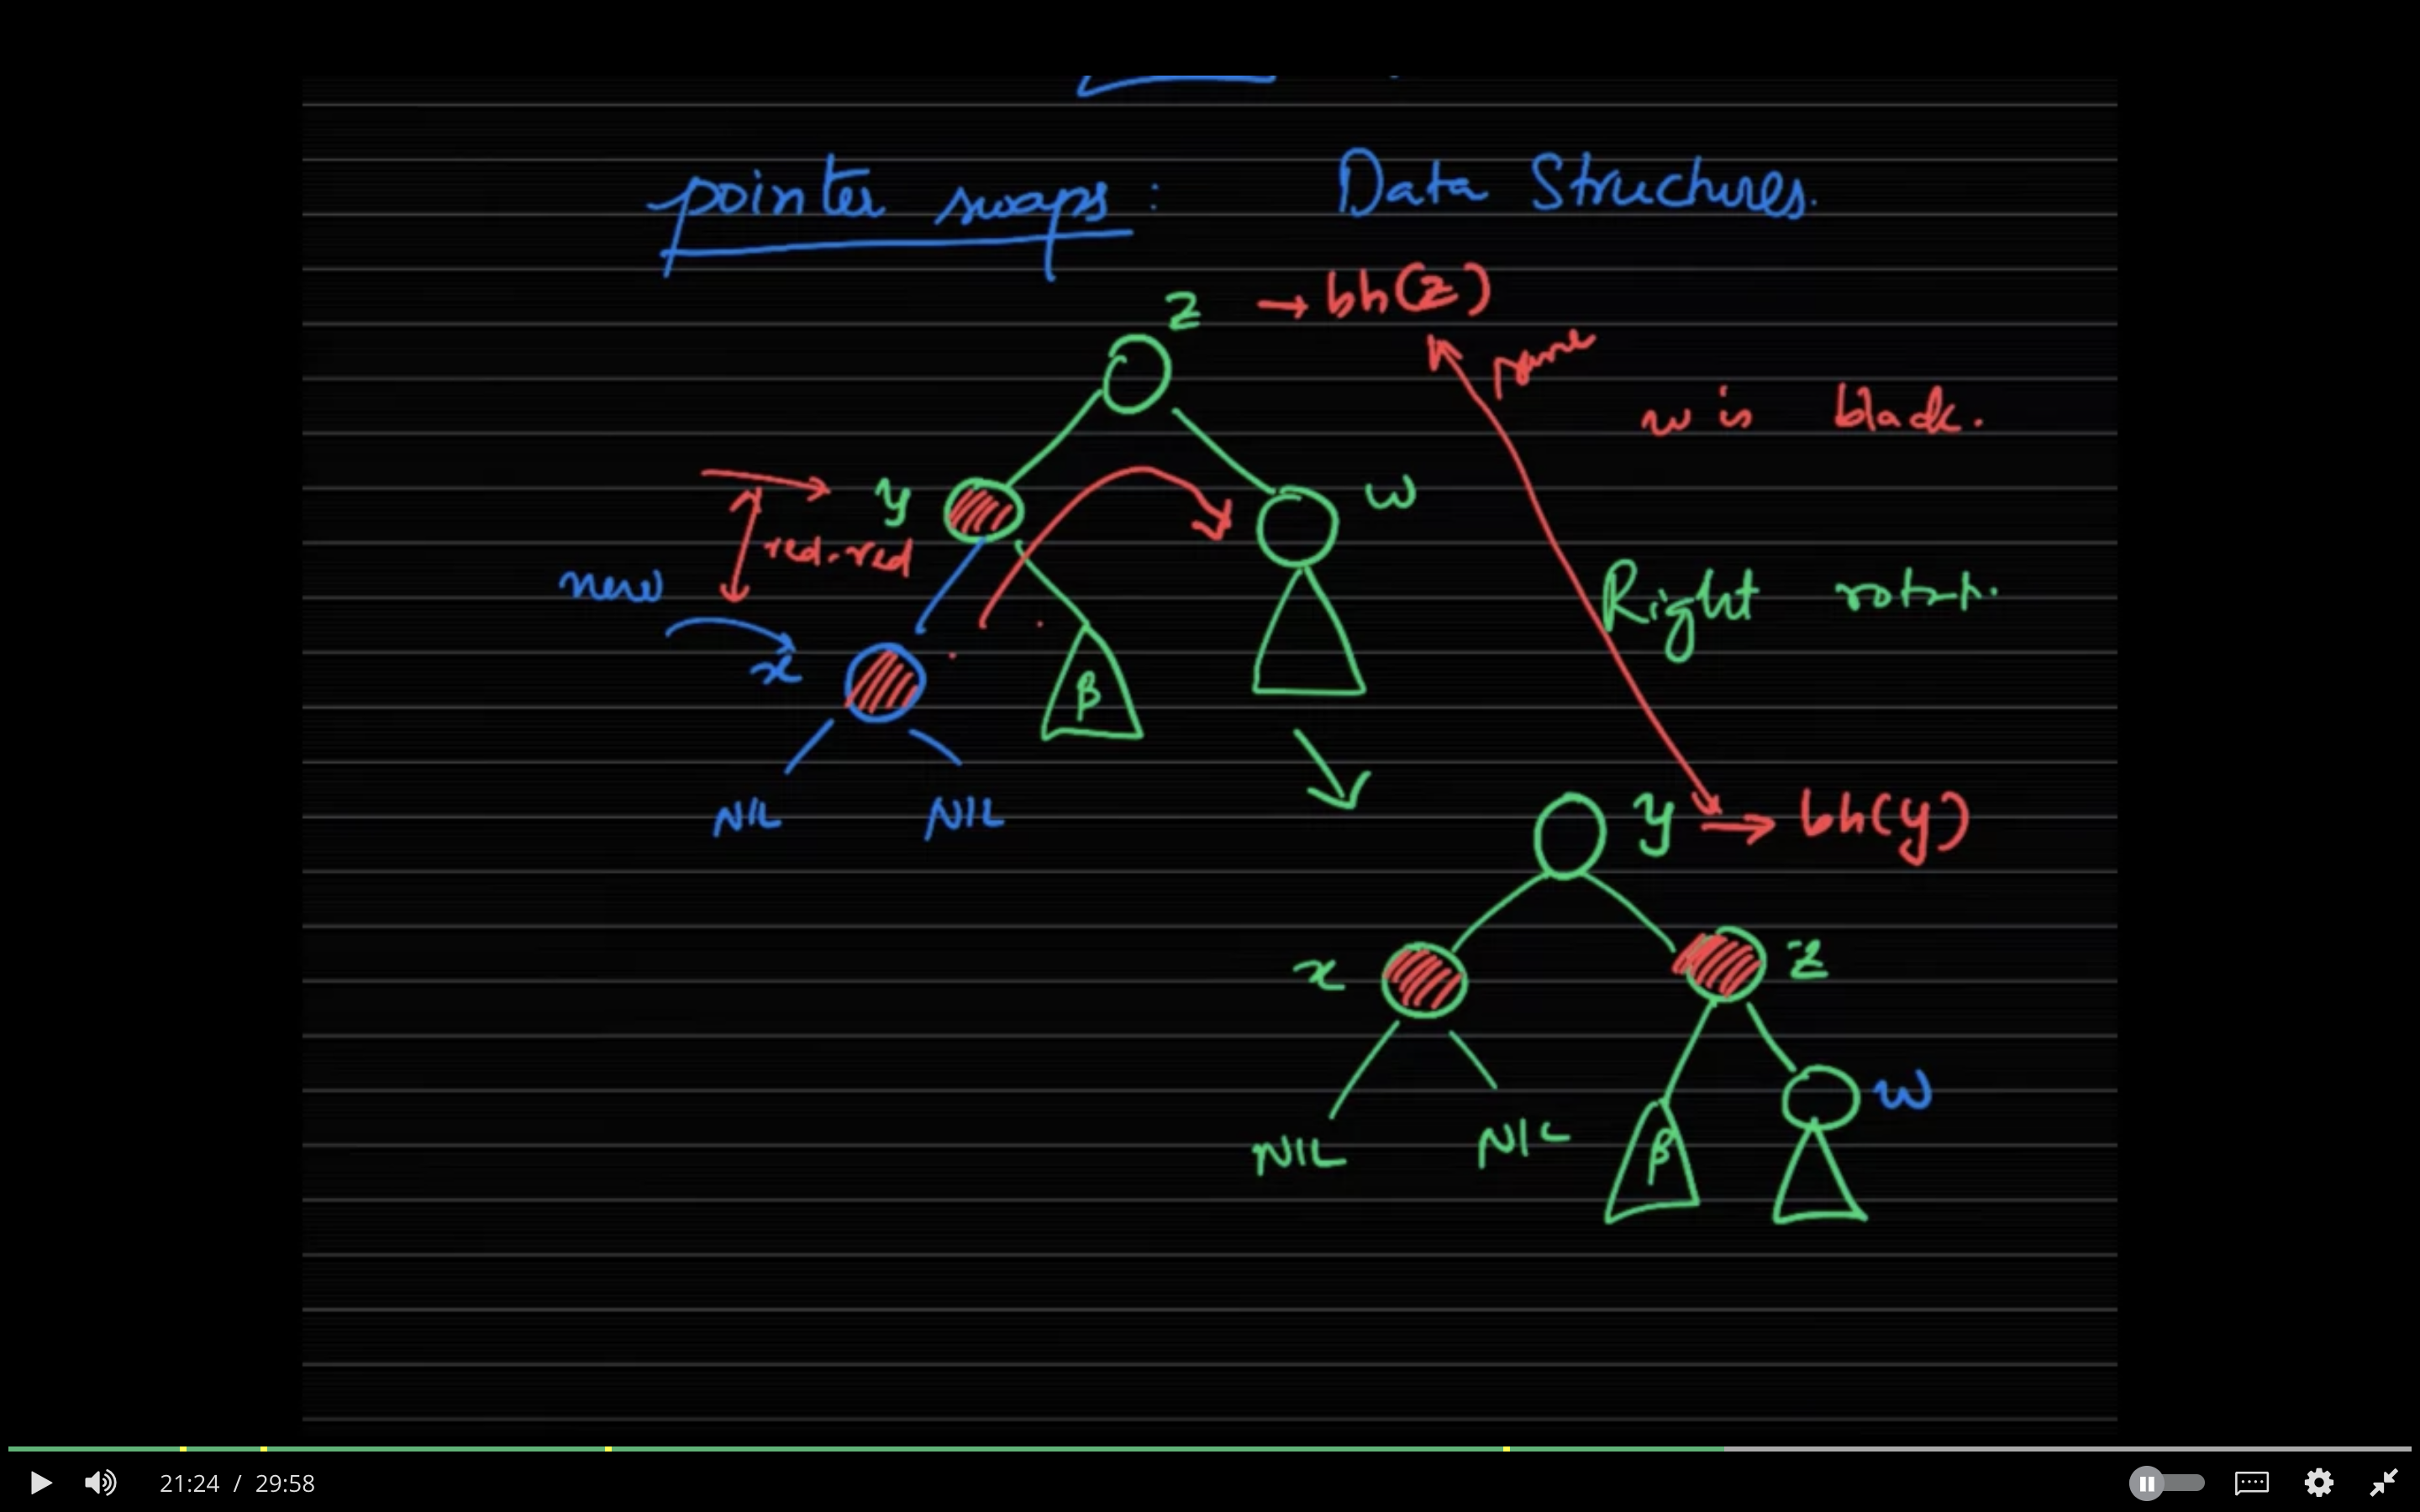 pointer swaps : Data Structures.
z → bh(z)
same
w is black.
y
w
red-red
new
Right rotn.
x
β
NIL NIL
y → bh(y)
x
z
w
NIL NIL β
21:24 / 29:58